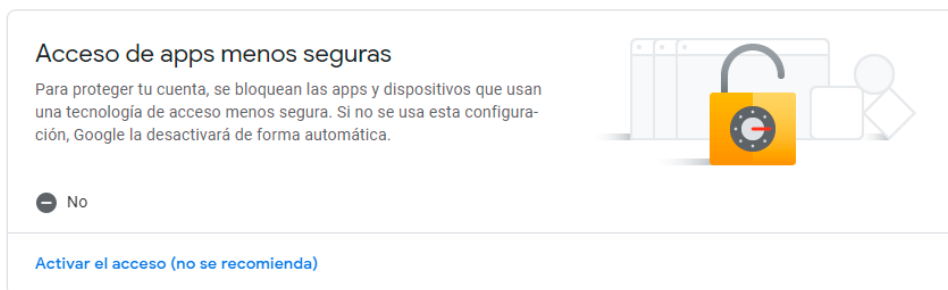 Acceso de apps menos seguras
Para proteger tu cuenta, se bloquean las apps y dispositivos que usan
una tecnología de acceso menos segura. Si no se usa esta configura-
ción, Google la desactivará de forma automática.
No
Activar el acceso (no se recomienda)